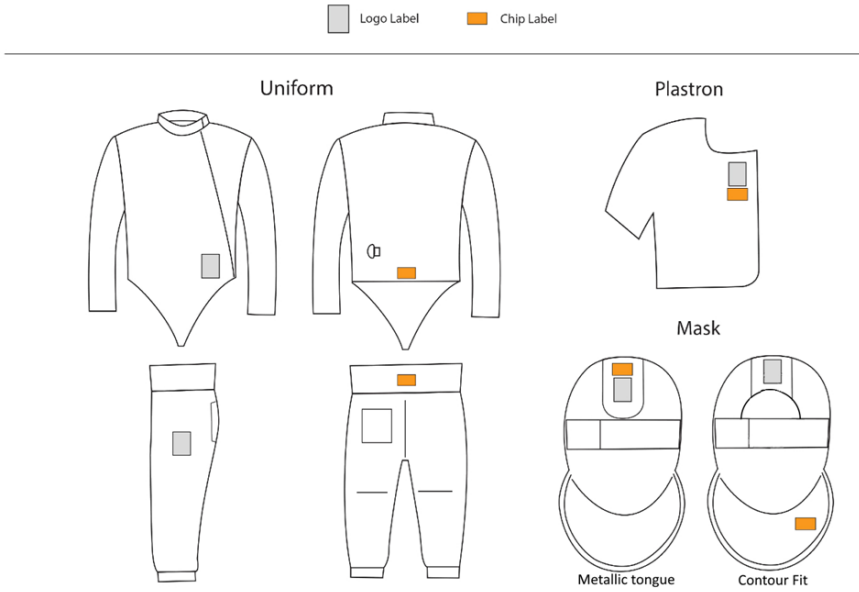 Logo Label
Chip Label
Uniform
Plastron
Mask
Metallic tongue
Contour Fit